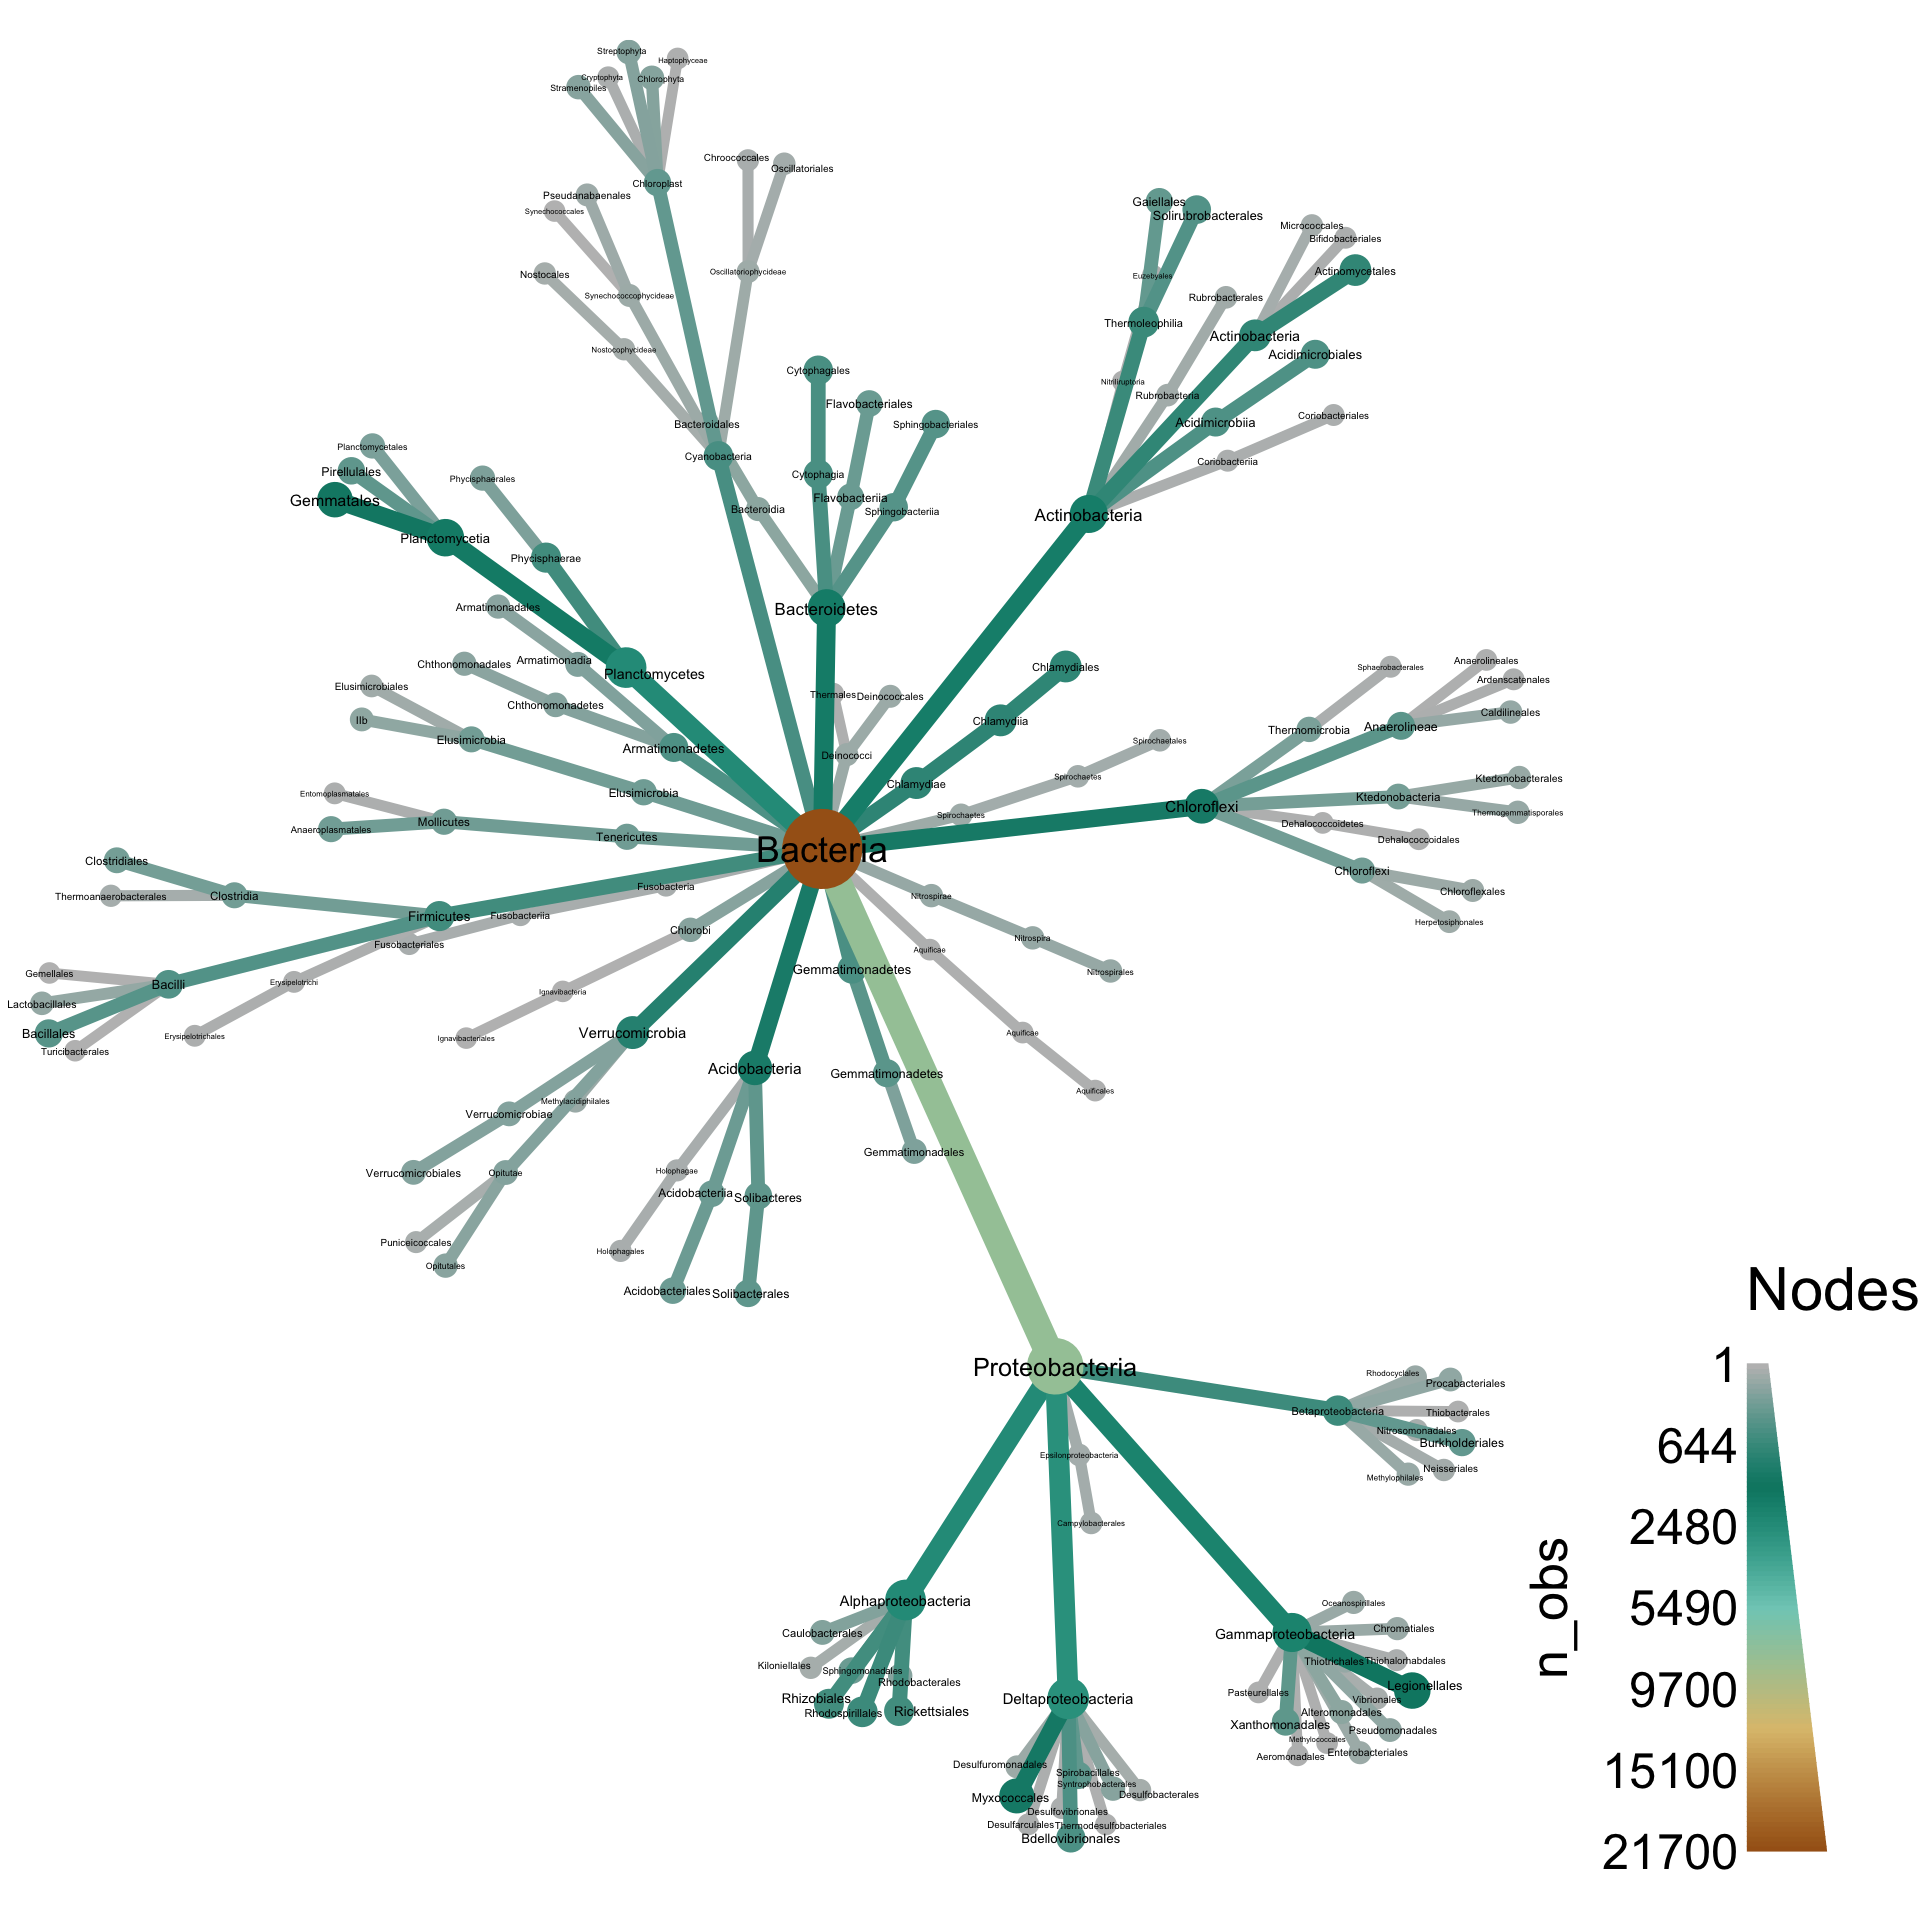 Streptophyta
Haptophyceae
Cryptophyta
Chlorophyta
Stramenopiles
Chroococcales
Oscillatoriales
Chloroplast
Pseudanabaenales
Synechococcales
Gaiellales
Solirubrobacterales
Micrococcales
Bifidobacteriales
Actinomycetales
Nostocales
Oscillatoriophycideae
Euzebyales
Synechococcophycideae
Rubrobacterales
Thermoleophilia
Actinobacteria
Nostocophycideae
Acidimicrobiales
Cytophagales
Nitriliruptoria
Rubrobacteria
Flavobacteriales
Coriobacteriales
Bacteroidales
Sphingobacteriales
Acidimicrobiia
Planctomycetales
Cyanobacteria
Coriobacteriia
Pirellulales
Phycisphaerales
Cytophagia
Gemmatales
Flavobacteriia
Bacteroidia
Sphingobacteriia
Actinobacteria
Planctomycetia
Phycisphaerae
Armatimonadales
Bacteroidetes
Armatimonadia
Chthonomonadales
Planctomycetes
Chlamydiales
Sphaerobacterales
Anaerolineales
Ardenscatenales
Elusimicrobiales
Thermales
Deinococcales
Chthonomonadetes
IIb
Chlamydiia
Thermomicrobia
Anaerolineae
Caldilineales
Elusimicrobia
Armatimonadetes
Deinococci
Spirochaetales
Spirochaetes
Ktedonobacterales
Entomoplasmatales
Elusimicrobia
Chlamydiae
Ktedonobacteria
Chloroflexi
Spirochaetes
Thermogemmatisporales
Anaeroplasmatales
Mollicutes
Tenericutes
Dehalococcoidetes
Dehalococcoidales
Bacteria
Clostridiales
Chloroflexi
Fusobacteria
Chloroflexales
Thermoanaerobacterales
Clostridia
Nitrospirae
Firmicutes
Fusobacteriia
Herpetosiphonales
Chlorobi
Nitrospira
Fusobacteriales
Aquificae
Gemmatimonadetes
Nitrospirales
Gemellales
Erysipelotrichi
Bacilli
Ignavibacteria
Lactobacillales
Bacillales
Erysipelotrichales
Ignavibacteriales
Verrucomicrobia
Aquificae
Turicibacterales
Acidobacteria
Gemmatimonadetes
Aquificales
Methylacidiphilales
Verrucomicrobiae
Gemmatimonadales
Verrucomicrobiales
Opitutae
Holophagae
Acidobacteriia
Solibacteres
Puniceicoccales
Holophagales
Opitutales
Acidobacteriales
Solibacterales
Proteobacteria
Rhodocyclales
Procabacteriales
Betaproteobacteria
Thiobacterales
Nitrosomonadales
Burkholderiales
Epsilonproteobacteria
Neisseriales
Methylophilales
Campylobacterales
Alphaproteobacteria
Oceanospirillales
Caulobacterales
Gammaproteobacteria
Chromatiales
Kiloniellales
Sphingomonadales
Thiotrichales
Thiohalorhabdales
Rhodobacterales
Legionellales
Rhizobiales
Deltaproteobacteria
Pasteurellales
Vibrionales
Rhodospirillales
Rickettsiales
Alteromonadales
Xanthomonadales
Pseudomonadales
Methylococcales
Aeromonadales
Enterobacteriales
Desulfuromonadales
Spirobacillales
Syntrophobacterales
Myxococcales
Desulfobacterales
Desulfovibrionales
Desulfarculales
Thermodesulfobacteriales
Bdellovibrionales
Nodes
n_obs
1
644
2480
5490
9700
15100
21700